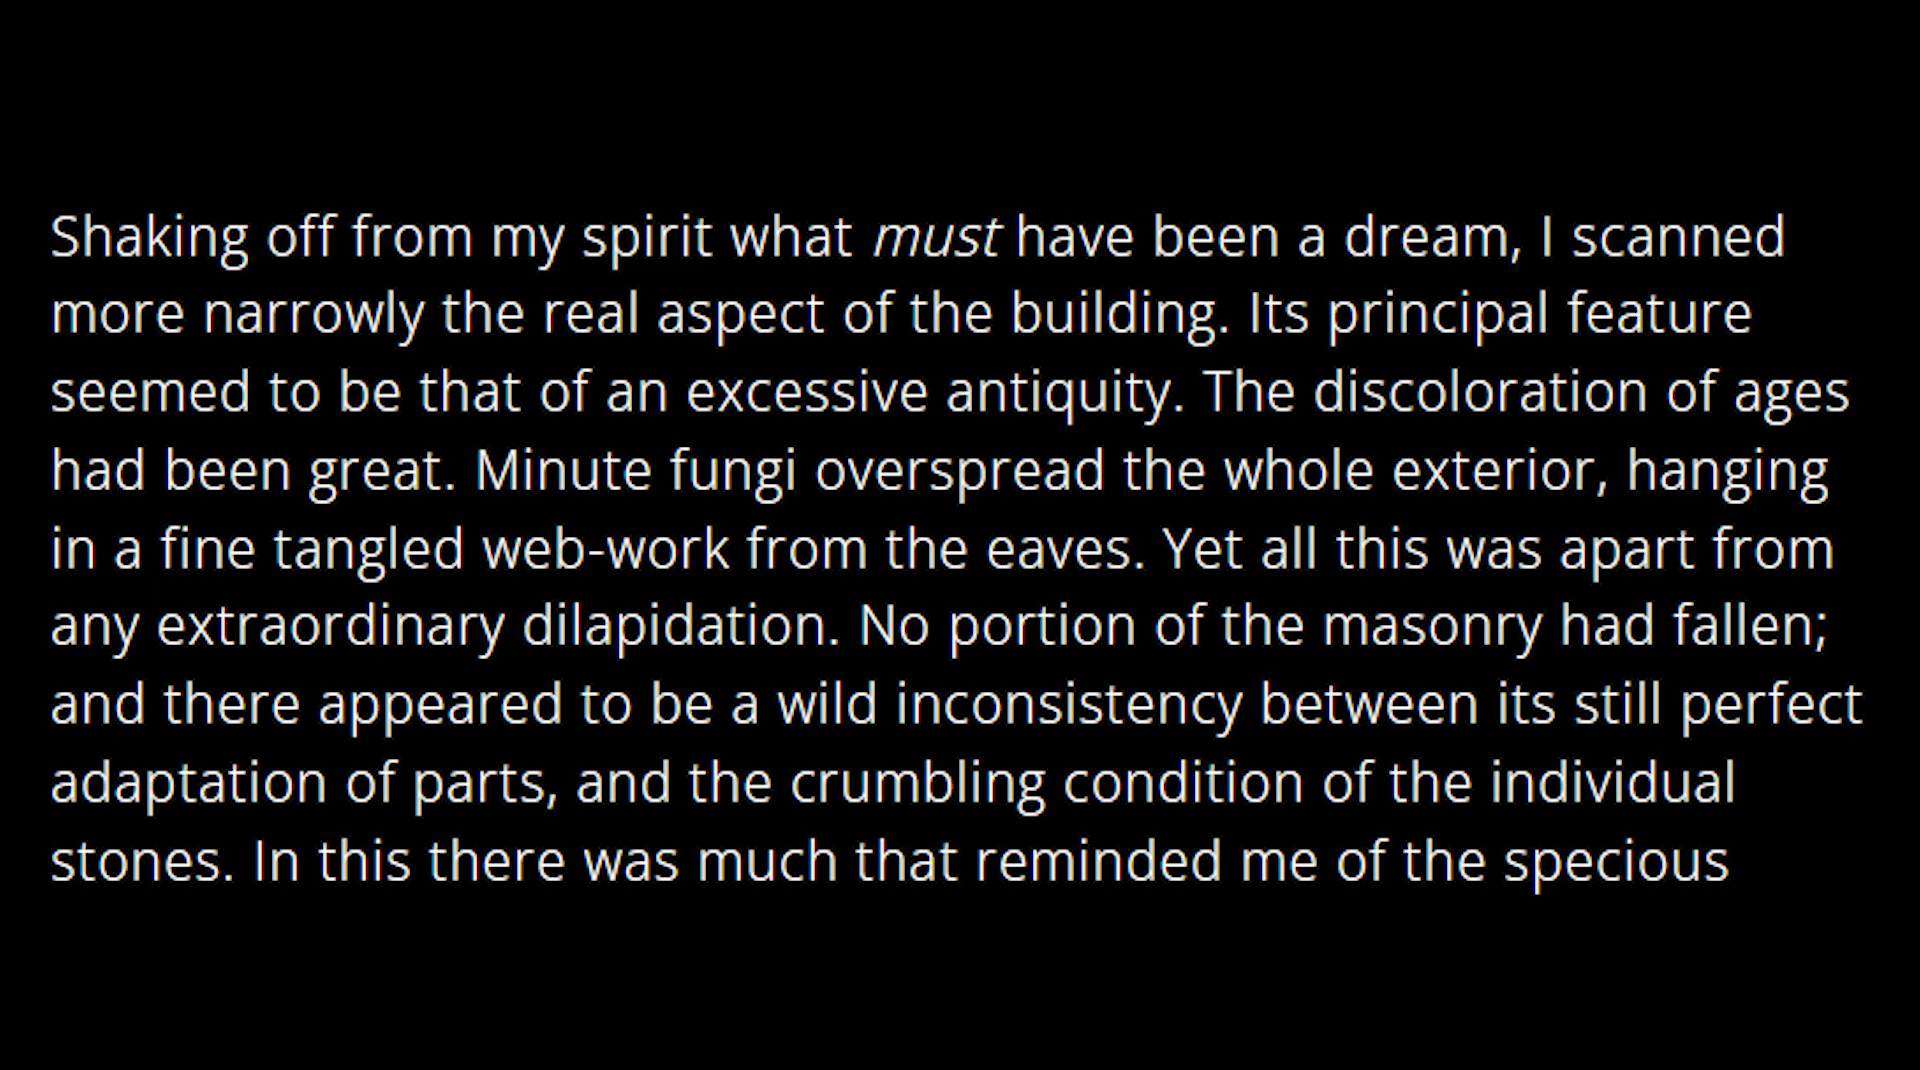 Shaking off from my spirit what must have been a dream, I scanned
more narrowly the real aspect of the building. Its principal feature
seemed to be that of an excessive antiquity. The discoloration of ages
had been great. Minute fungi overspread the whole exterior, hanging
in a fine tangled web-work from the eaves. Yet all this was apart from
any extraordinary dilapidation. No portion of the masonry had fallen;
and there appeared to be a wild inconsistency between its still perfect
adaptation of parts, and the crumbling condition of the individual
stones. In this there was much that reminded me of the specious